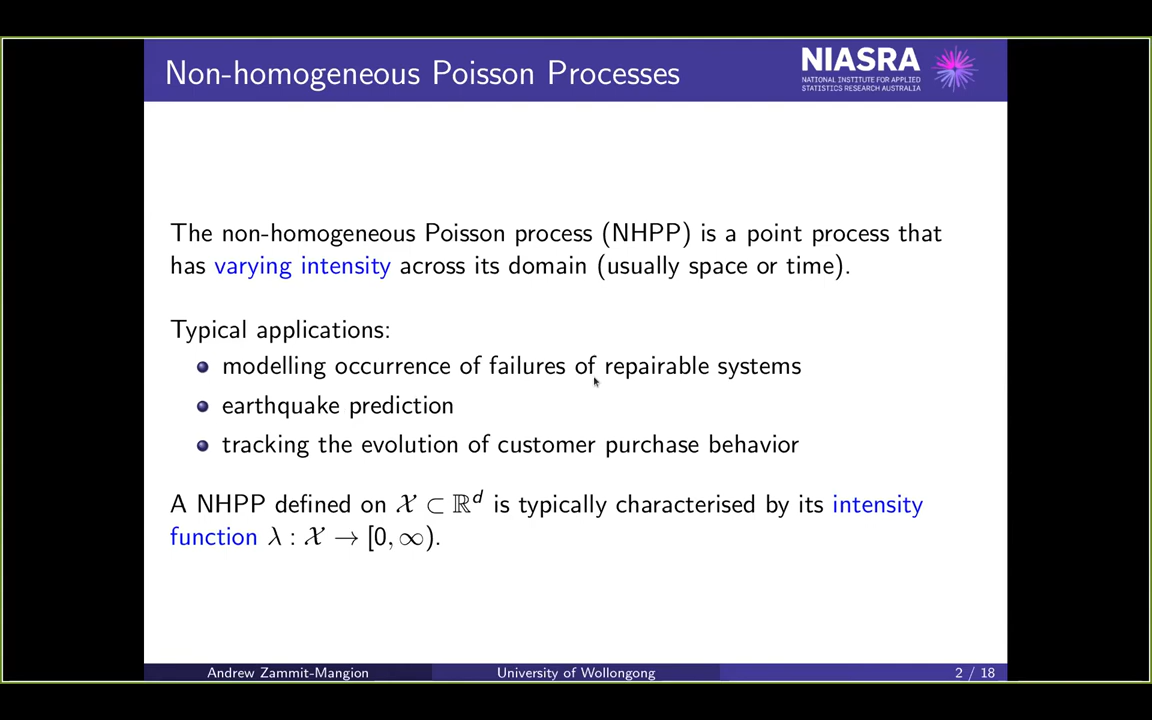 Non-homogeneous Poisson Processes
NIASRA
NATIONAL INSTITUTE FOR APPLIED
STATISTICS RESEARCH AUSTRALIA
The non-homogeneous Poisson process (NHPP) is a point process that
has varying intensity across its domain (usually space or time).
Typical applications:
modelling occurrence of failures of repairable systems
earthquake prediction
tracking the evolution of customer purchase behavior
A NHPP defined on 𝒳 ⊂ ℝᵈ is typically characterised by its intensity
function λ : 𝒳 → [0, ∞).
Andrew Zammit-Mangion
University of Wollongong
2 / 18